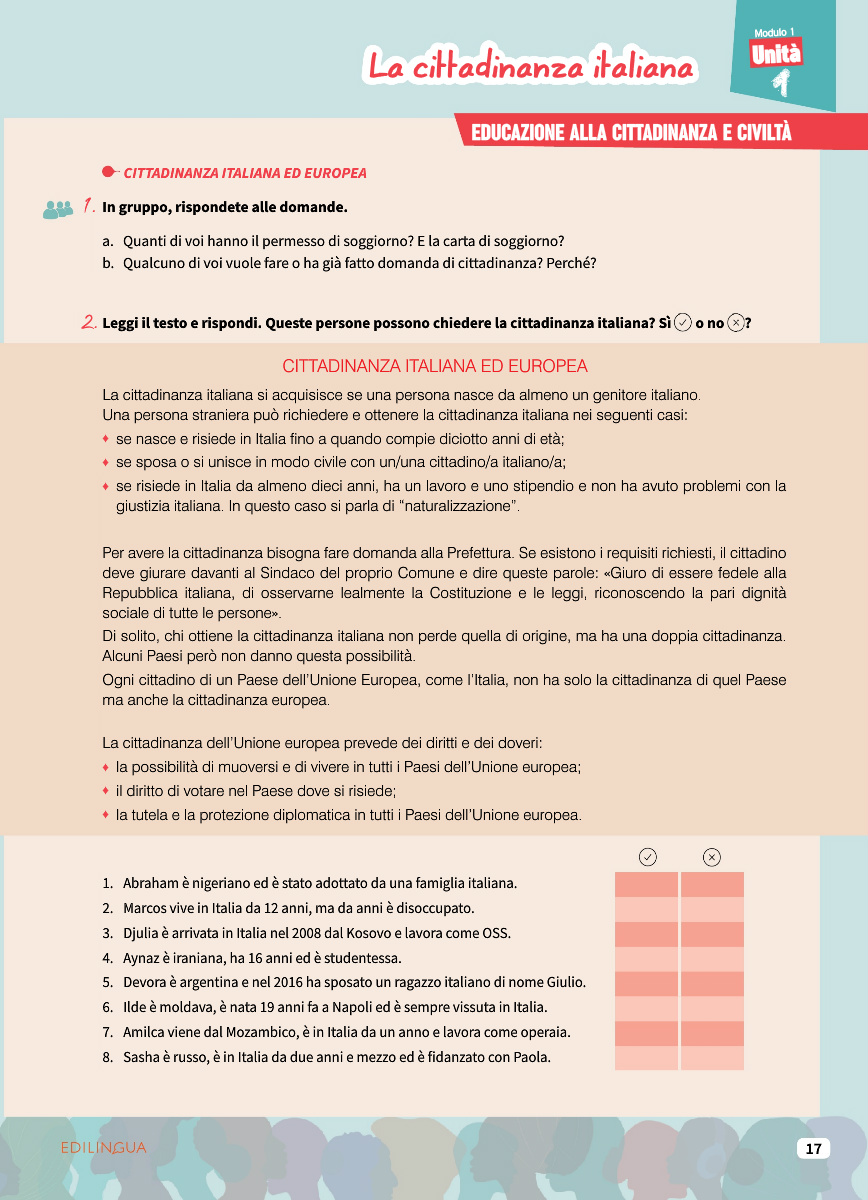 La cittadinanza italiana
Modulo 1
Unità
1
EDUCAZIONE ALLA CITTADINANZA E CIVILTÀ
CITTADINANZA ITALIANA ED EUROPEA
1. In gruppo, rispondete alle domande.
a. Quanti di voi hanno il permesso di soggiorno? E la carta di soggiorno?
b. Qualcuno di voi vuole fare o ha già fatto domanda di cittadinanza? Perché?
2. Leggi il testo e rispondi. Queste persone possono chiedere la cittadinanza italiana? Sì ✓ o no ✕?
CITTADINANZA ITALIANA ED EUROPEA
La cittadinanza italiana si acquisisce se una persona nasce da almeno un genitore italiano.
Una persona straniera può richiedere e ottenere la cittadinanza italiana nei seguenti casi:
♦ se nasce e risiede in Italia fino a quando compie diciotto anni di età;
♦ se sposa o si unisce in modo civile con un/una cittadino/a italiano/a;
♦ se risiede in Italia da almeno dieci anni, ha un lavoro e uno stipendio e non ha avuto problemi con la
giustizia italiana. In questo caso si parla di “naturalizzazione”.
Per avere la cittadinanza bisogna fare domanda alla Prefettura. Se esistono i requisiti richiesti, il cittadino
deve giurare davanti al Sindaco del proprio Comune e dire queste parole: «Giuro di essere fedele alla
Repubblica italiana, di osservarne lealmente la Costituzione e le leggi, riconoscendo la pari dignità
sociale di tutte le persone».
Di solito, chi ottiene la cittadinanza italiana non perde quella di origine, ma ha una doppia cittadinanza.
Alcuni Paesi però non danno questa possibilità.
Ogni cittadino di un Paese dell’Unione Europea, come l’Italia, non ha solo la cittadinanza di quel Paese
ma anche la cittadinanza europea.
La cittadinanza dell’Unione europea prevede dei diritti e dei doveri:
♦ la possibilità di muoversi e di vivere in tutti i Paesi dell’Unione europea;
♦ il diritto di votare nel Paese dove si risiede;
♦ la tutela e la protezione diplomatica in tutti i Paesi dell’Unione europea.
✓ ✕
1. Abraham è nigeriano ed è stato adottato da una famiglia italiana.
2. Marcos vive in Italia da 12 anni, ma da anni è disoccupato.
3. Djulia è arrivata in Italia nel 2008 dal Kosovo e lavora come OSS.
4. Aynaz è iraniana, ha 16 anni ed è studentessa.
5. Devora è argentina e nel 2016 ha sposato un ragazzo italiano di nome Giulio.
6. Ilde è moldava, è nata 19 anni fa a Napoli ed è sempre vissuta in Italia.
7. Amilca viene dal Mozambico, è in Italia da un anno e lavora come operaia.
8. Sasha è russo, è in Italia da due anni e mezzo ed è fidanzato con Paola.
EDILINGUA
17